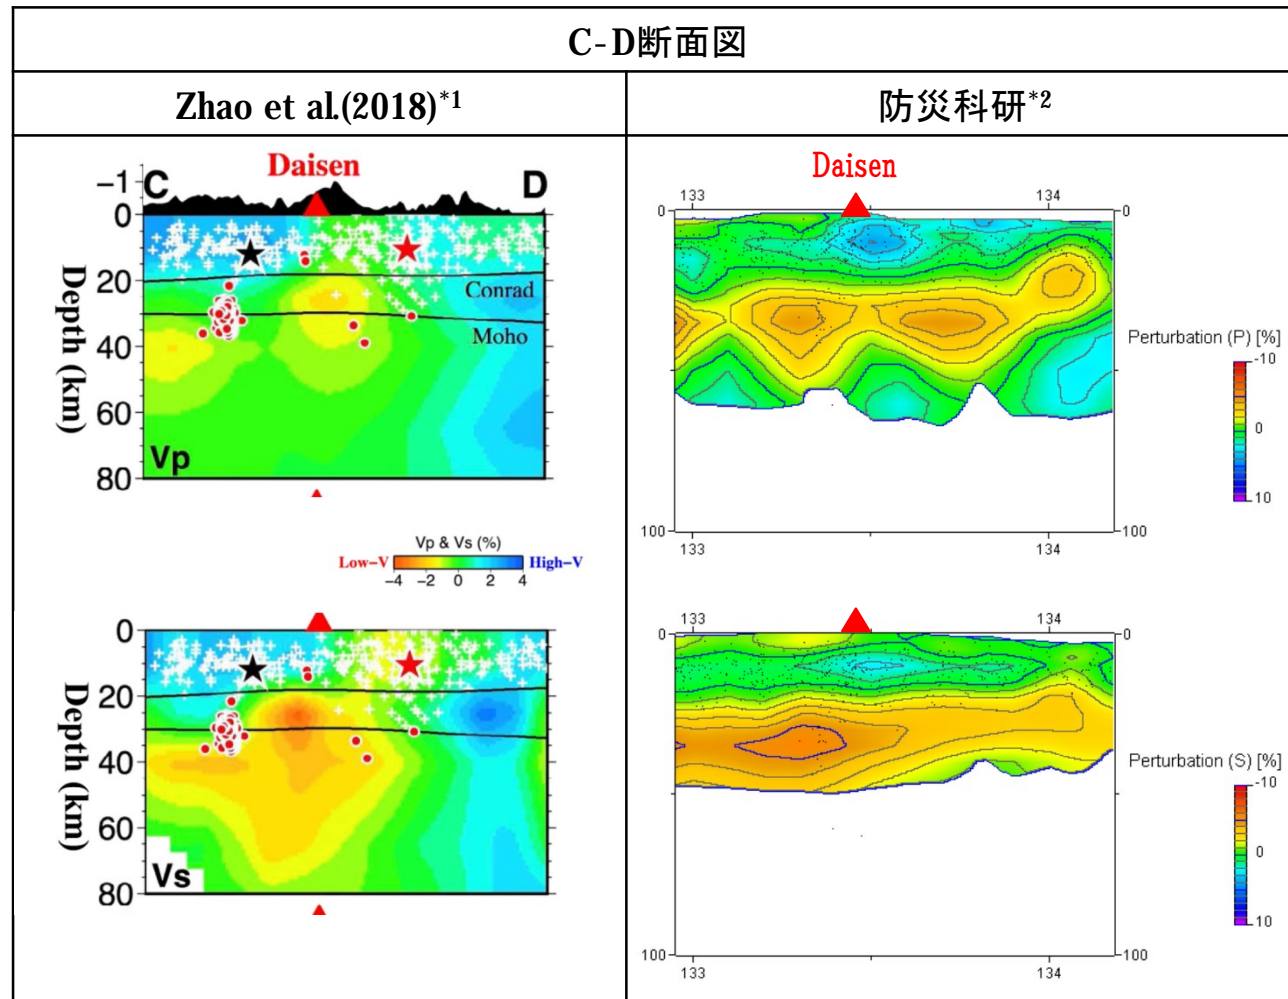 C-D断面図
Zhao et al.(2018)*1
防災科研*2
Daisen
C
D
−1
0
20
40
60
80
Depth (km)
Conrad
Moho
Vp
Vp & Vs (%)
Low−V
High−V
−4 −2 0 2 4
0
20
40
60
80
Depth (km)
Vs
Daisen
133 134
0 0
100 100
133 134
Perturbation (P) [%]
-10
0
10
133 134
0 0
100 100
133 134
Perturbation (S) [%]
-10
0
10